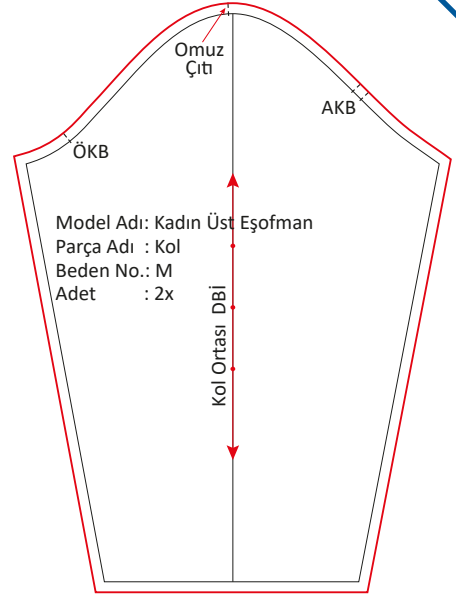 Omuz
Çıtı
AKB
ÖKB
Model Adı: Kadın Üst Eşofman
Parça Adı : Kol
Beden No.: M
Adet : 2x
Kol Ortası DBİ